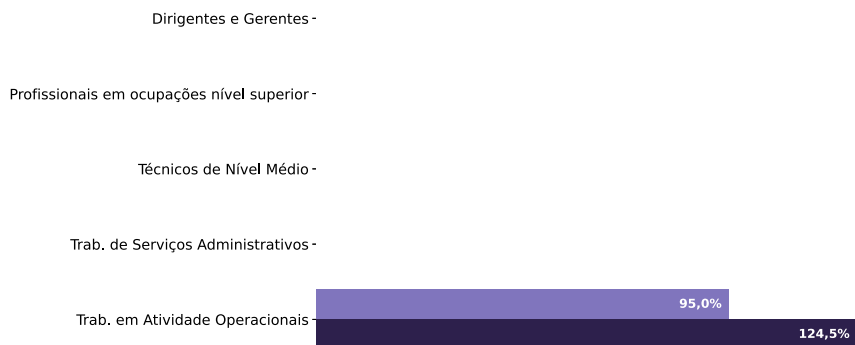 Dirigentes e Gerentes
Profissionais em ocupações nível superior
Técnicos de Nível Médio
Trab. de Serviços Administrativos
95,0%
Trab. em Atividade Operacionais
124,5%